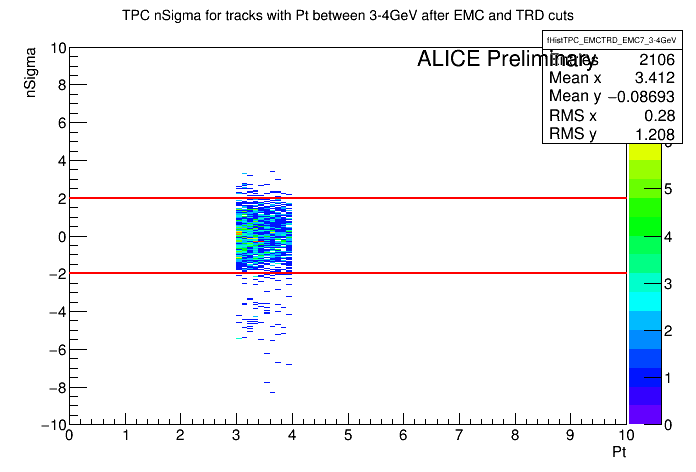 TPC nSigma for tracks with Pt between 3-4GeV after EMC and TRD cuts
fHistTPC_EMCTRD_EMC7_3-4GeV
ALICE Preliminary
Entries 2106
Mean x 3.412
Mean y −0.08693
RMS x 0.28
RMS y 1.208
nSigma
10
8
6
4
2
0
−2
−4
−6
−8
−10
0 1 2 3 4 5 6 7 8 9 10
Pt
6
5
4
3
2
1
0